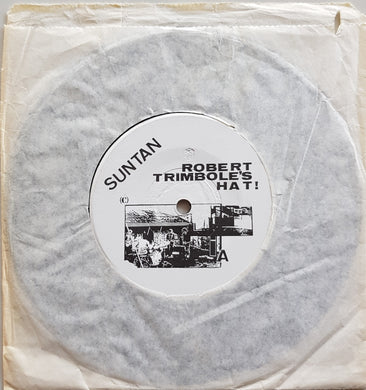 SUNTAN
ROBERT
TRIMBOLE'S
HAT!
(C)
A